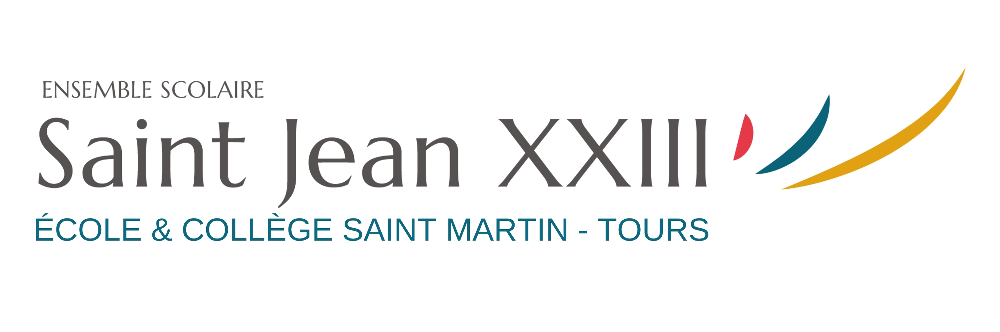 ENSEMBLE SCOLAIRE
Saint Jean XXIII
ÉCOLE & COLLÈGE SAINT MARTIN - TOURS